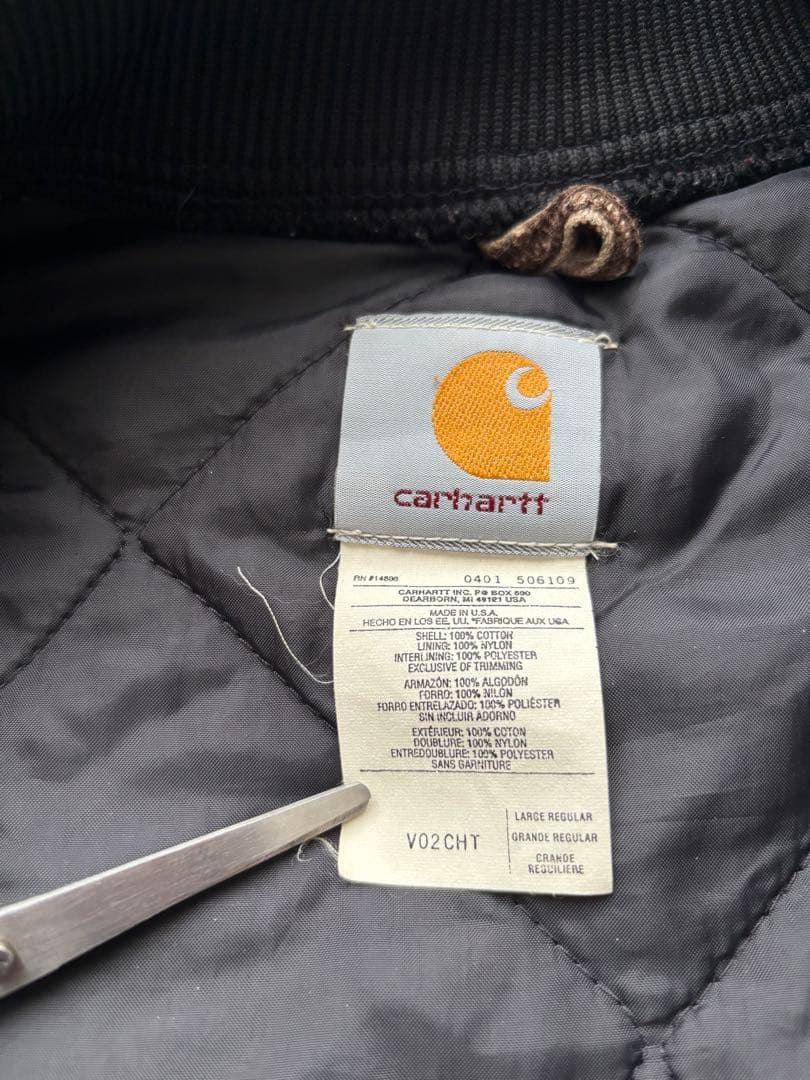 carhartt
RN #14806 0401 506109
CARHARTT INC. PO BOX 600
DEARBORN, MI 48121 USA
MADE IN U.S.A.
HECHO EN LOS EE. UU. *FABRIQUE AUX USA
SHELL: 100% COTTON
LINING: 100% NYLON
INTERLINING: 100% POLYESTER
EXCLUSIVE OF TRIMMING
ARMAZÓN: 100% ALGODÓN
FORRO: 100% NILÓN
FORRO ENTRELAZADO: 100% POLIÉSTER
SIN INCLUIR ADORNO
EXTÉRIEUR: 100% COTON
DOUBLURE: 100% NYLON
ENTREDOUBLURE: 100% POLYESTER
SANS GARNITURE
V02CHT
LARGE REGULAR
GRANDE REGULAR
GRANDE
REGULIERE